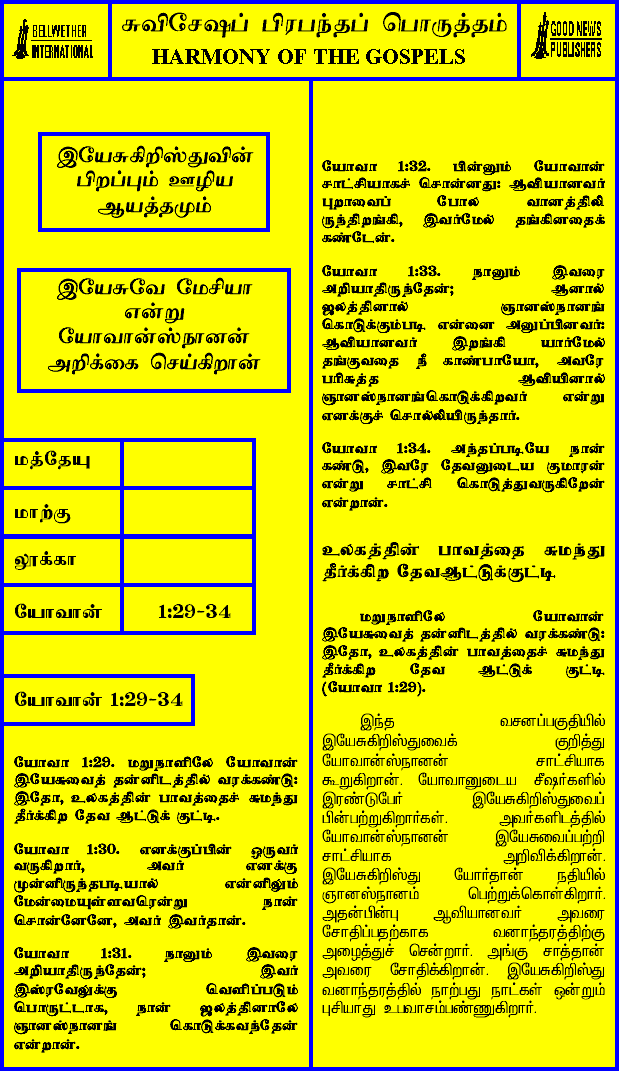 BELLWETHER
INTERNATIONAL
சுவிசேஷப் பிரபந்தப் பொருத்தம்
HARMONY OF THE GOSPELS
GOOD NEWS
PUBLISHERS
இயேசுகிறிஸ்துவின்
பிறப்பும் ஊழிய
ஆயத்தமும்
இயேசுவே மேசியா
என்று
யோவான்ஸ்நானன்
அறிக்கை செய்கிறான்
மத்தேயு
மாற்கு
லூக்கா
யோவான் 1:29-34
யோவான் 1:29-34
யோவா 1:29. மறுநாளிலே யோவான்
இயேசுவைத் தன்னிடத்தில் வரக்கண்டு:
இதோ, உலகத்தின் பாவத்தைச் சுமந்து
தீர்க்கிற தேவ ஆட்டுக் குட்டி.
யோவா 1:30. எனக்குப்பின் ஒருவர்
வருகிறார், அவர் எனக்கு
முன்னிருந்தபடியால் என்னிலும்
மேன்மையுள்ளவரென்று நான்
சொன்னேனே, அவர் இவர்தான்.
யோவா 1:31. நானும் இவரை
அறியாதிருந்தேன்; இவர்
இஸ்ரவேலுக்கு வெளிப்படும்
பொருட்டாக, நான் ஜலத்தினாலே
ஞானஸ்நானங் கொடுக்கவந்தேன்
என்றான்.
யோவா 1:32. பின்னும் யோவான்
சாட்சியாகச் சொன்னது: ஆவியானவர்
புறாவைப் போல வானத்திலி
ருந்திறங்கி, இவர்மேல் தங்கினதைக்
கண்டேன்.
யோவா 1:33. நானும் இவரை
அறியாதிருந்தேன்; ஆனால்
ஜலத்தினால் ஞானஸ்நானங்
கொடுக்கும்படி என்னை அனுப்பினவர்:
ஆவியானவர் இறங்கி யார்மேல்
தங்குவதை நீ காண்பாயோ, அவரே
பரிசுத்த ஆவியினால்
ஞானஸ்நானங்கொடுக்கிறவர் என்று
எனக்குச் சொல்லியிருந்தார்.
யோவா 1:34. அந்தப்படியே நான்
கண்டு, இவரே தேவனுடைய குமாரன்
என்று சாட்சி கொடுத்துவருகிறேன்
என்றான்.
உலகத்தின் பாவத்தை சுமந்து
தீர்க்கிற தேவஆட்டுக்குட்டி.
மறுநாளிலே யோவான்
இயேசுவைத் தன்னிடத்தில் வரக்கண்டு:
இதோ, உலகத்தின் பாவத்தைச் சுமந்து
தீர்க்கிற தேவ ஆட்டுக் குட்டி.
(யோவா 1:29).
இந்த வசனப்பகுதியில்
இயேசுகிறிஸ்துவைக் குறித்து
யோவான்ஸ்நானன் சாட்சியாக
கூறுகிறான். யோவானுடைய சீஷர்களில்
இரண்டுபேர் இயேசுகிறிஸ்துவைப்
பின்பற்றுகிறார்கள். அவர்களிடத்தில்
யோவான்ஸ்நானன் இயேசுவைப்பற்றி
சாட்சியாக அறிவிக்கிறான்.
இயேசுகிறிஸ்து யோர்தான் நதியில்
ஞானஸ்நானம் பெற்றுக்கொள்கிறார்.
அதன்பின்பு ஆவியானவர் அவரை
சோதிப்பதற்காக வனாந்தரத்திற்கு
அழைத்துச் சென்றார். அங்கு சாத்தான்
அவரை சோதிக்கிறான். இயேசுகிறிஸ்து
வனாந்தரத்தில் நாற்பது நாட்கள் ஒன்றும்
புசியாது உபவாசம்பண்ணுகிறார்.